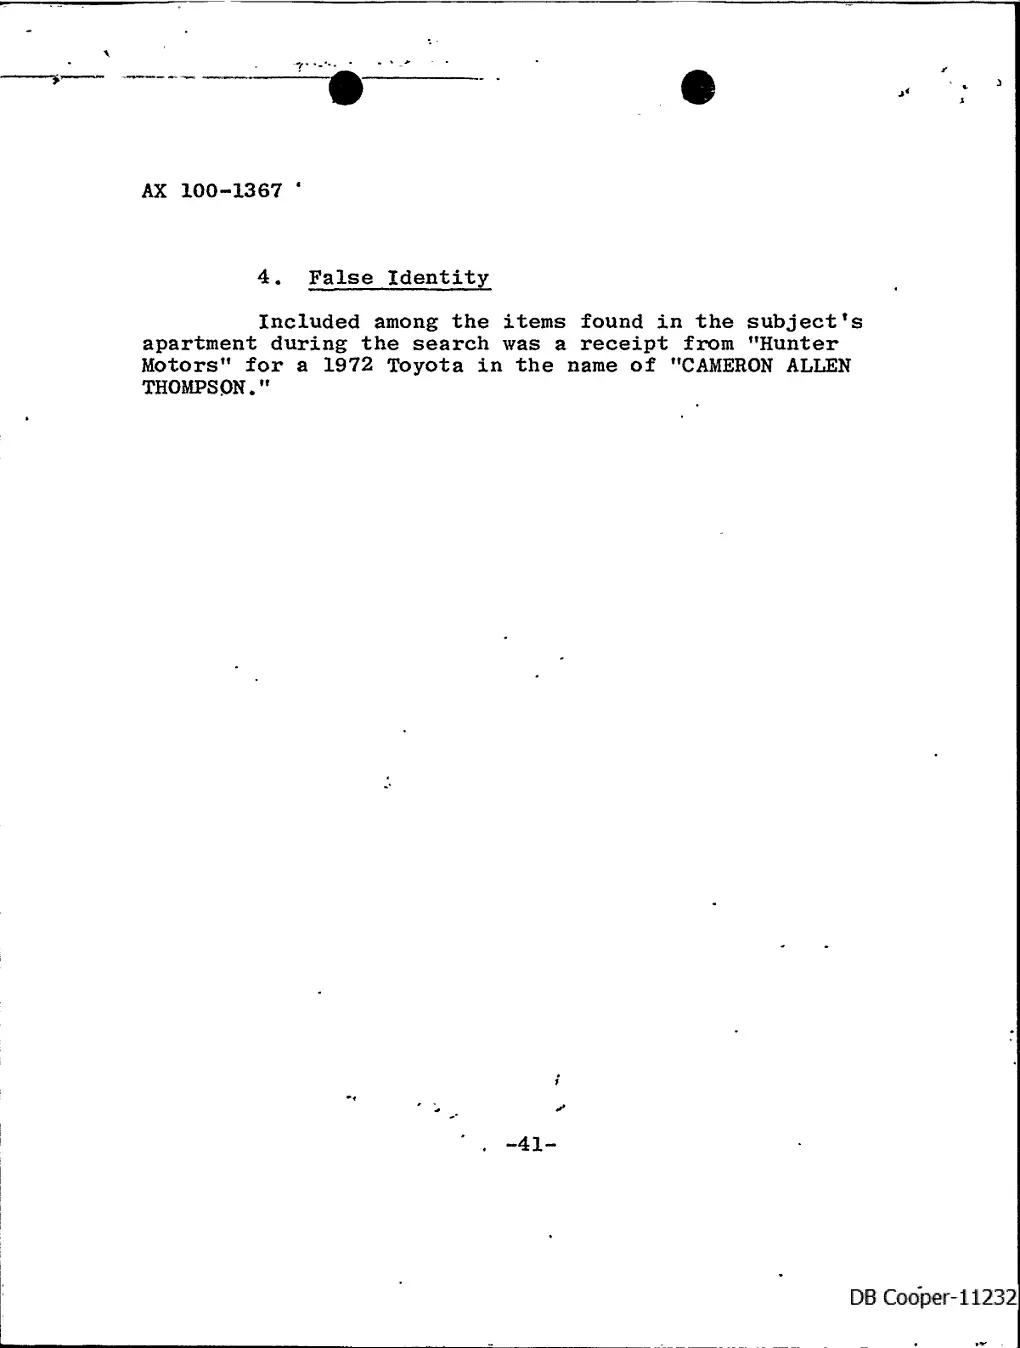 AX 100-1367
4. False Identity
Included among the items found in the subject's
apartment during the search was a receipt from "Hunter
Motors" for a 1972 Toyota in the name of "CAMERON ALLEN
THOMPSON."
-41-
DB Cooper-11232